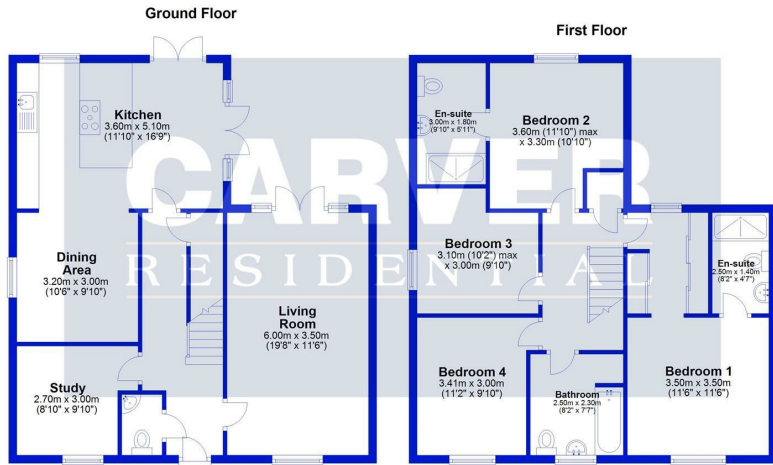 Ground Floor
Kitchen
3.60m x 5.10m
(11'10" x 16'9")
Dining
Area
3.20m x 3.00m
(10'6" x 9'10")
Study
2.70m x 3.00m
(8'10" x 9'10")
Living
Room
6.00m x 3.50m
(19'8" x 11'6")
First Floor
En-suite
3.00m x 1.80m
(9'10" x 5'11")
Bedroom 2
3.60m (11'10") max
x 3.30m (10'10")
Bedroom 3
3.10m (10'2") max
x 3.00m (9'10")
En-suite
2.50m x 1.40m
(8'2" x 4'7")
Bedroom 4
3.41m x 3.00m
(11'2" x 9'10")
Bathroom
2.50m x 2.30m
(8'2" x 7'7")
Bedroom 1
3.50m x 3.50m
(11'6" x 11'6")
CARVER
RESIDENTIAL